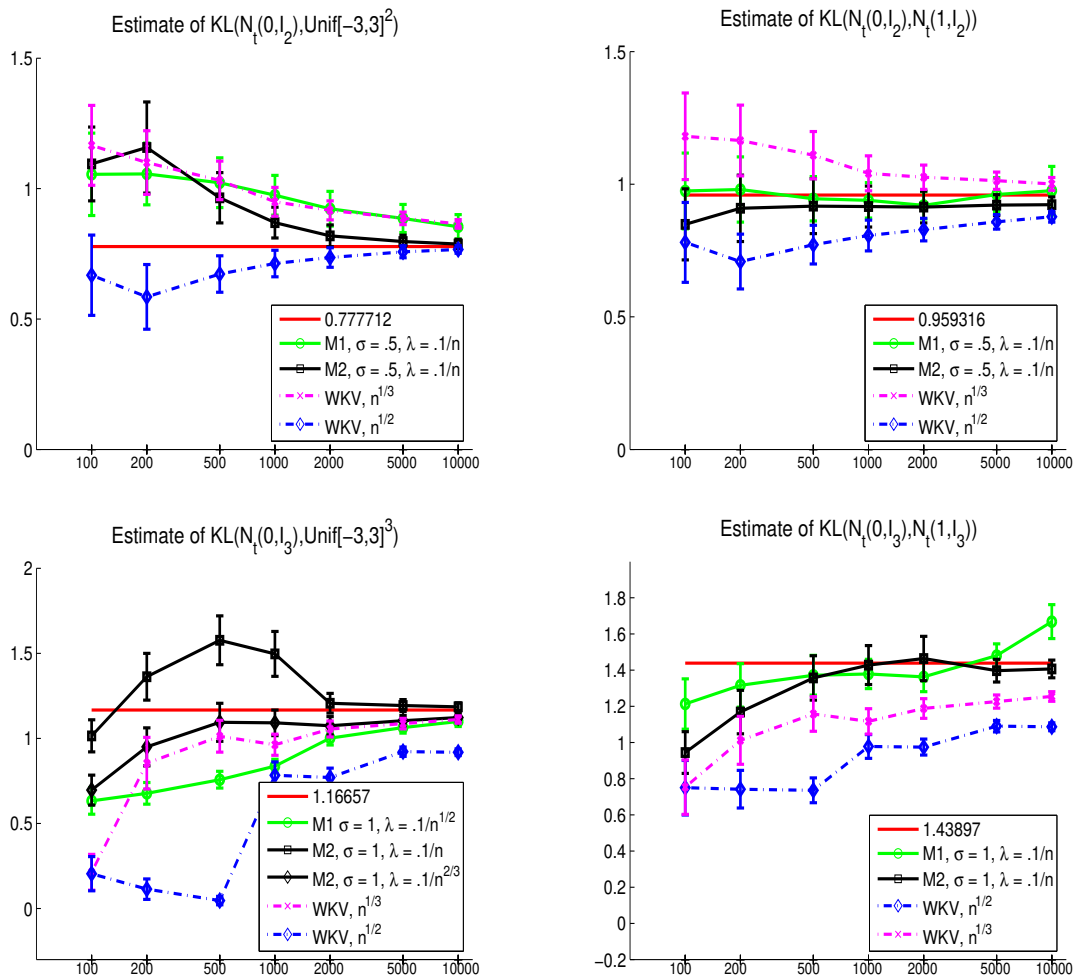 Estimate of KL(N_t(0,I_2),Unif[-3,3]^2)
1.5
1
0.5
0
100 200 500 1000 2000 5000 10000
0.777712
M1, σ = .5, λ = .1/n
M2, σ = .5, λ = .1/n
WKV, n^{1/3}
WKV, n^{1/2}
Estimate of KL(N_t(0,I_2),N_t(1,I_2))
1.5
1
0.5
0
100 200 500 1000 2000 5000 10000
0.959316
M1, σ = .5, λ = .1/n
M2, σ = .5, λ = .1/n
WKV, n^{1/3}
WKV, n^{1/2}
Estimate of KL(N_t(0,I_3),Unif[-3,3]^3)
2
1.5
1
0.5
0
100 200 500 1000 2000 5000 10000
1.16657
M1 σ = 1, λ = .1/n^{1/2}
M2, σ = 1, λ = .1/n
M2, σ = 1, λ = .1/n^{2/3}
WKV, n^{1/3}
WKV, n^{1/2}
Estimate of KL(N_t(0,I_3),N_t(1,I_3))
1.8
1.6
1.4
1.2
1
0.8
0.6
0.4
0.2
0
−0.2
100 200 500 1000 2000 5000 10000
1.43897
M1, σ = 1, λ = .1/n
M2, σ = 1, λ = .1/n
WKV, n^{1/2}
WKV, n^{1/3}